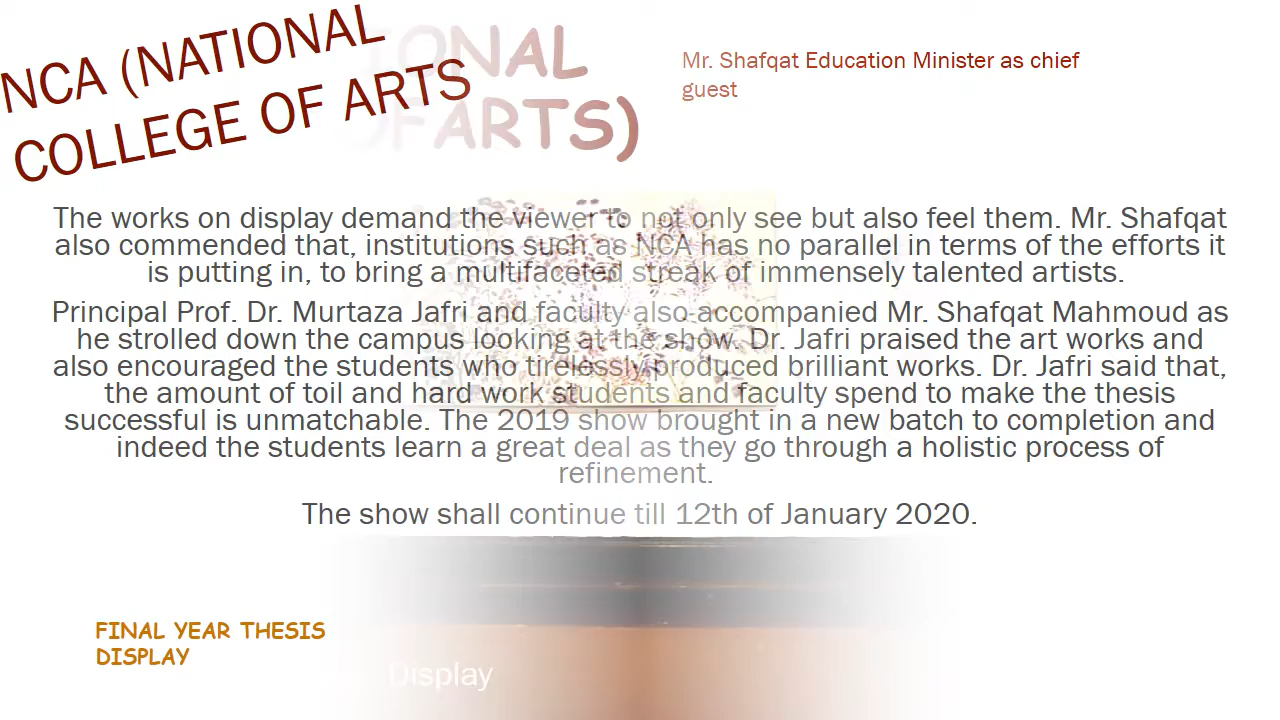 NCA (NATIONAL
COLLEGE OF ARTS
ONAL
OF ARTS)
Mr. Shafqat Education Minister as chief
guest
The works on display demand the viewer to not only see but also feel them. Mr. Shafqat
also commended that, institutions such as NCA has no parallel in terms of the efforts it
is putting in, to bring a multifaceted streak of immensely talented artists.
Principal Prof. Dr. Murtaza Jafri and faculty also accompanied Mr. Shafqat Mahmoud as
he strolled down the campus looking at the show. Dr. Jafri praised the art works and
also encouraged the students who tirelessly produced brilliant works. Dr. Jafri said that,
the amount of toil and hard work students and faculty spend to make the thesis
successful is unmatchable. The 2019 show brought in a new batch to completion and
indeed the students learn a great deal as they go through a holistic process of
refinement.
The show shall continue till 12th of January 2020.
FINAL YEAR THESIS
DISPLAY
Display